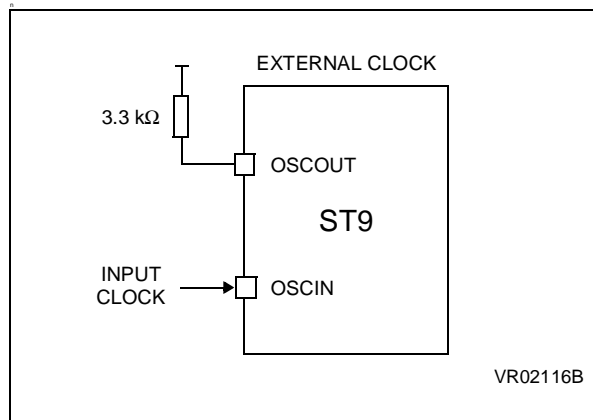 EXTERNAL CLOCK
3.3 kΩ
OSCOUT
ST9
INPUT
CLOCK
OSCIN
VR02116B